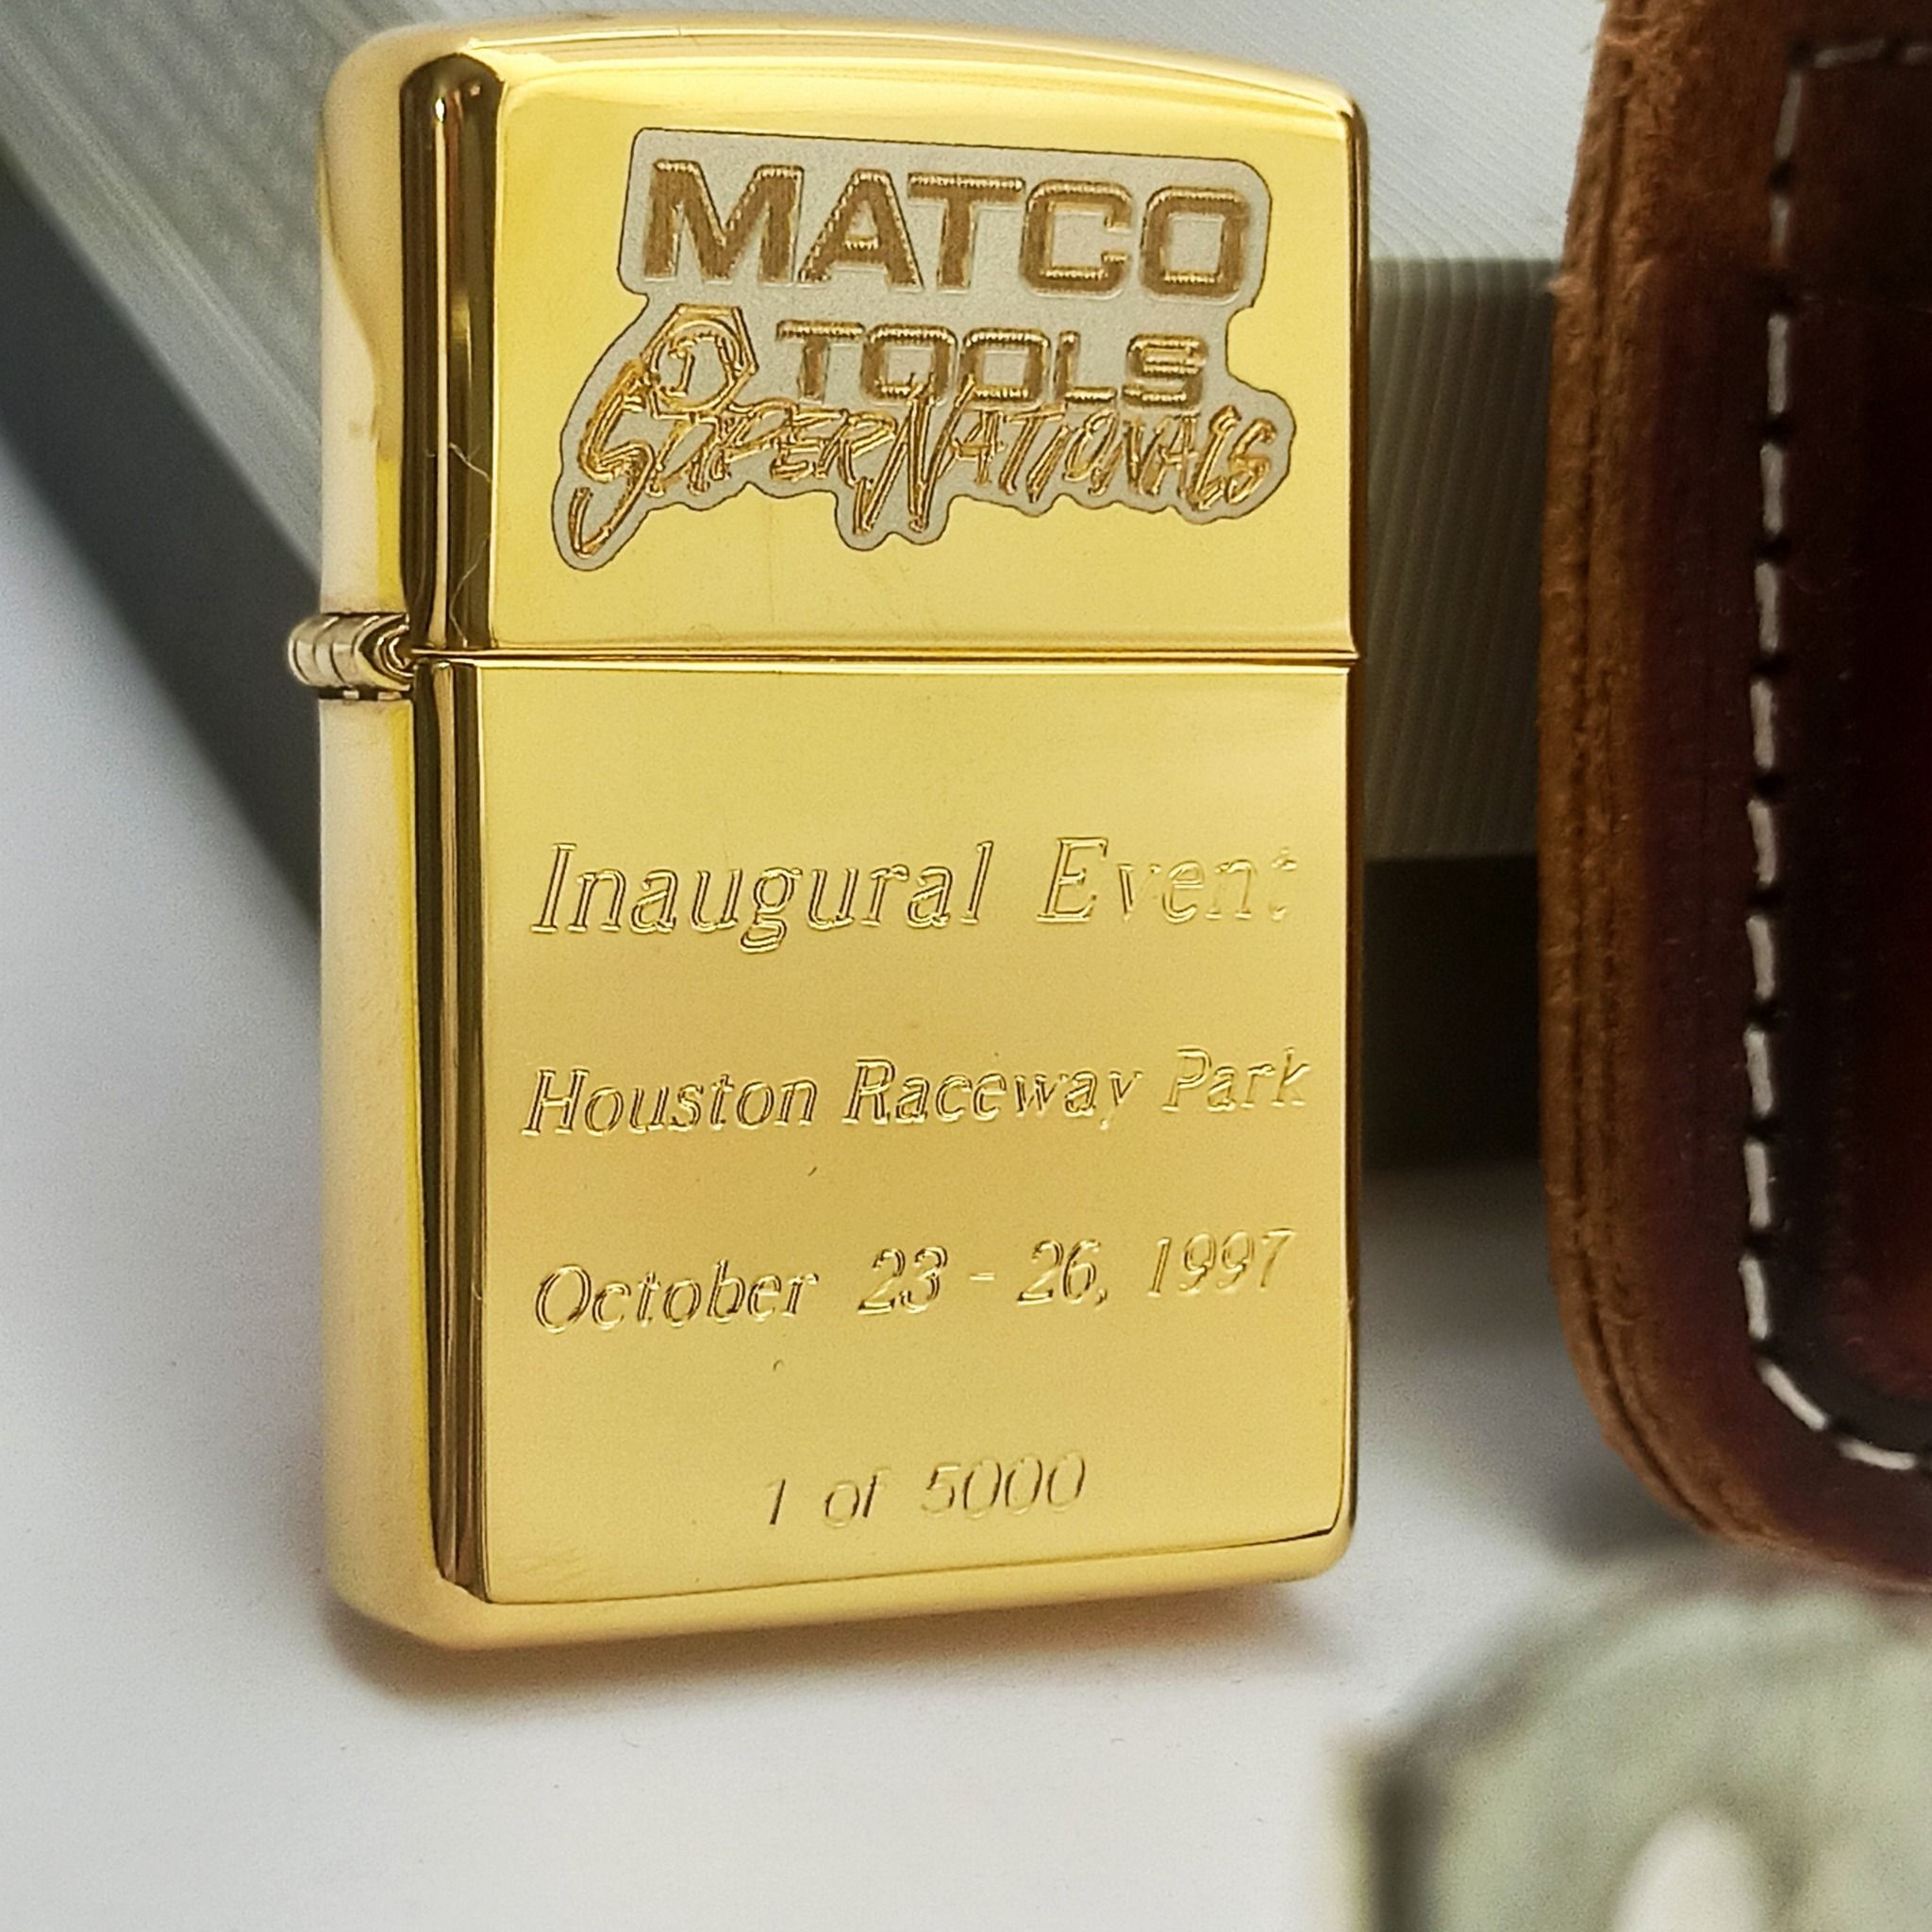 MATCO
TOOLS
SUPERNATIONALS
Inaugural Event
Houston Raceway Park
October 23 - 26, 1997
1 of 5000